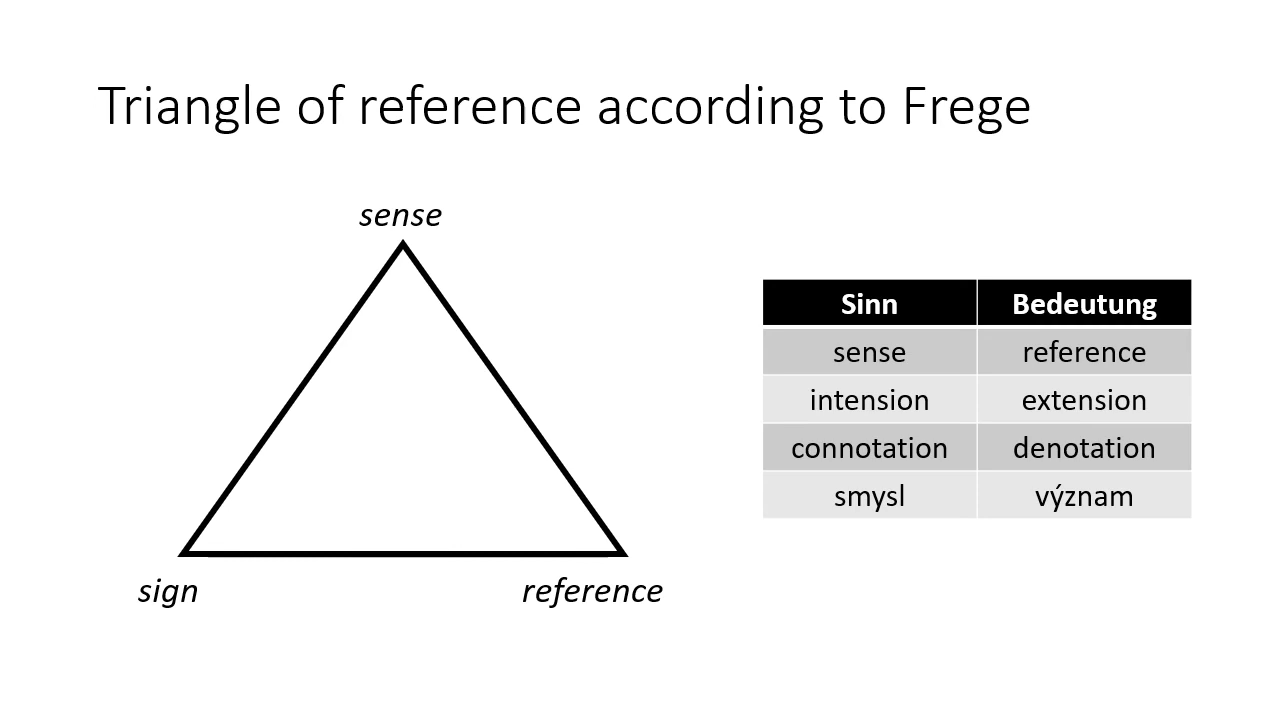 Triangle of reference according to Frege
sense
sign
reference
Sinn Bedeutung
sense reference
intension extension
connotation denotation
smysl význam